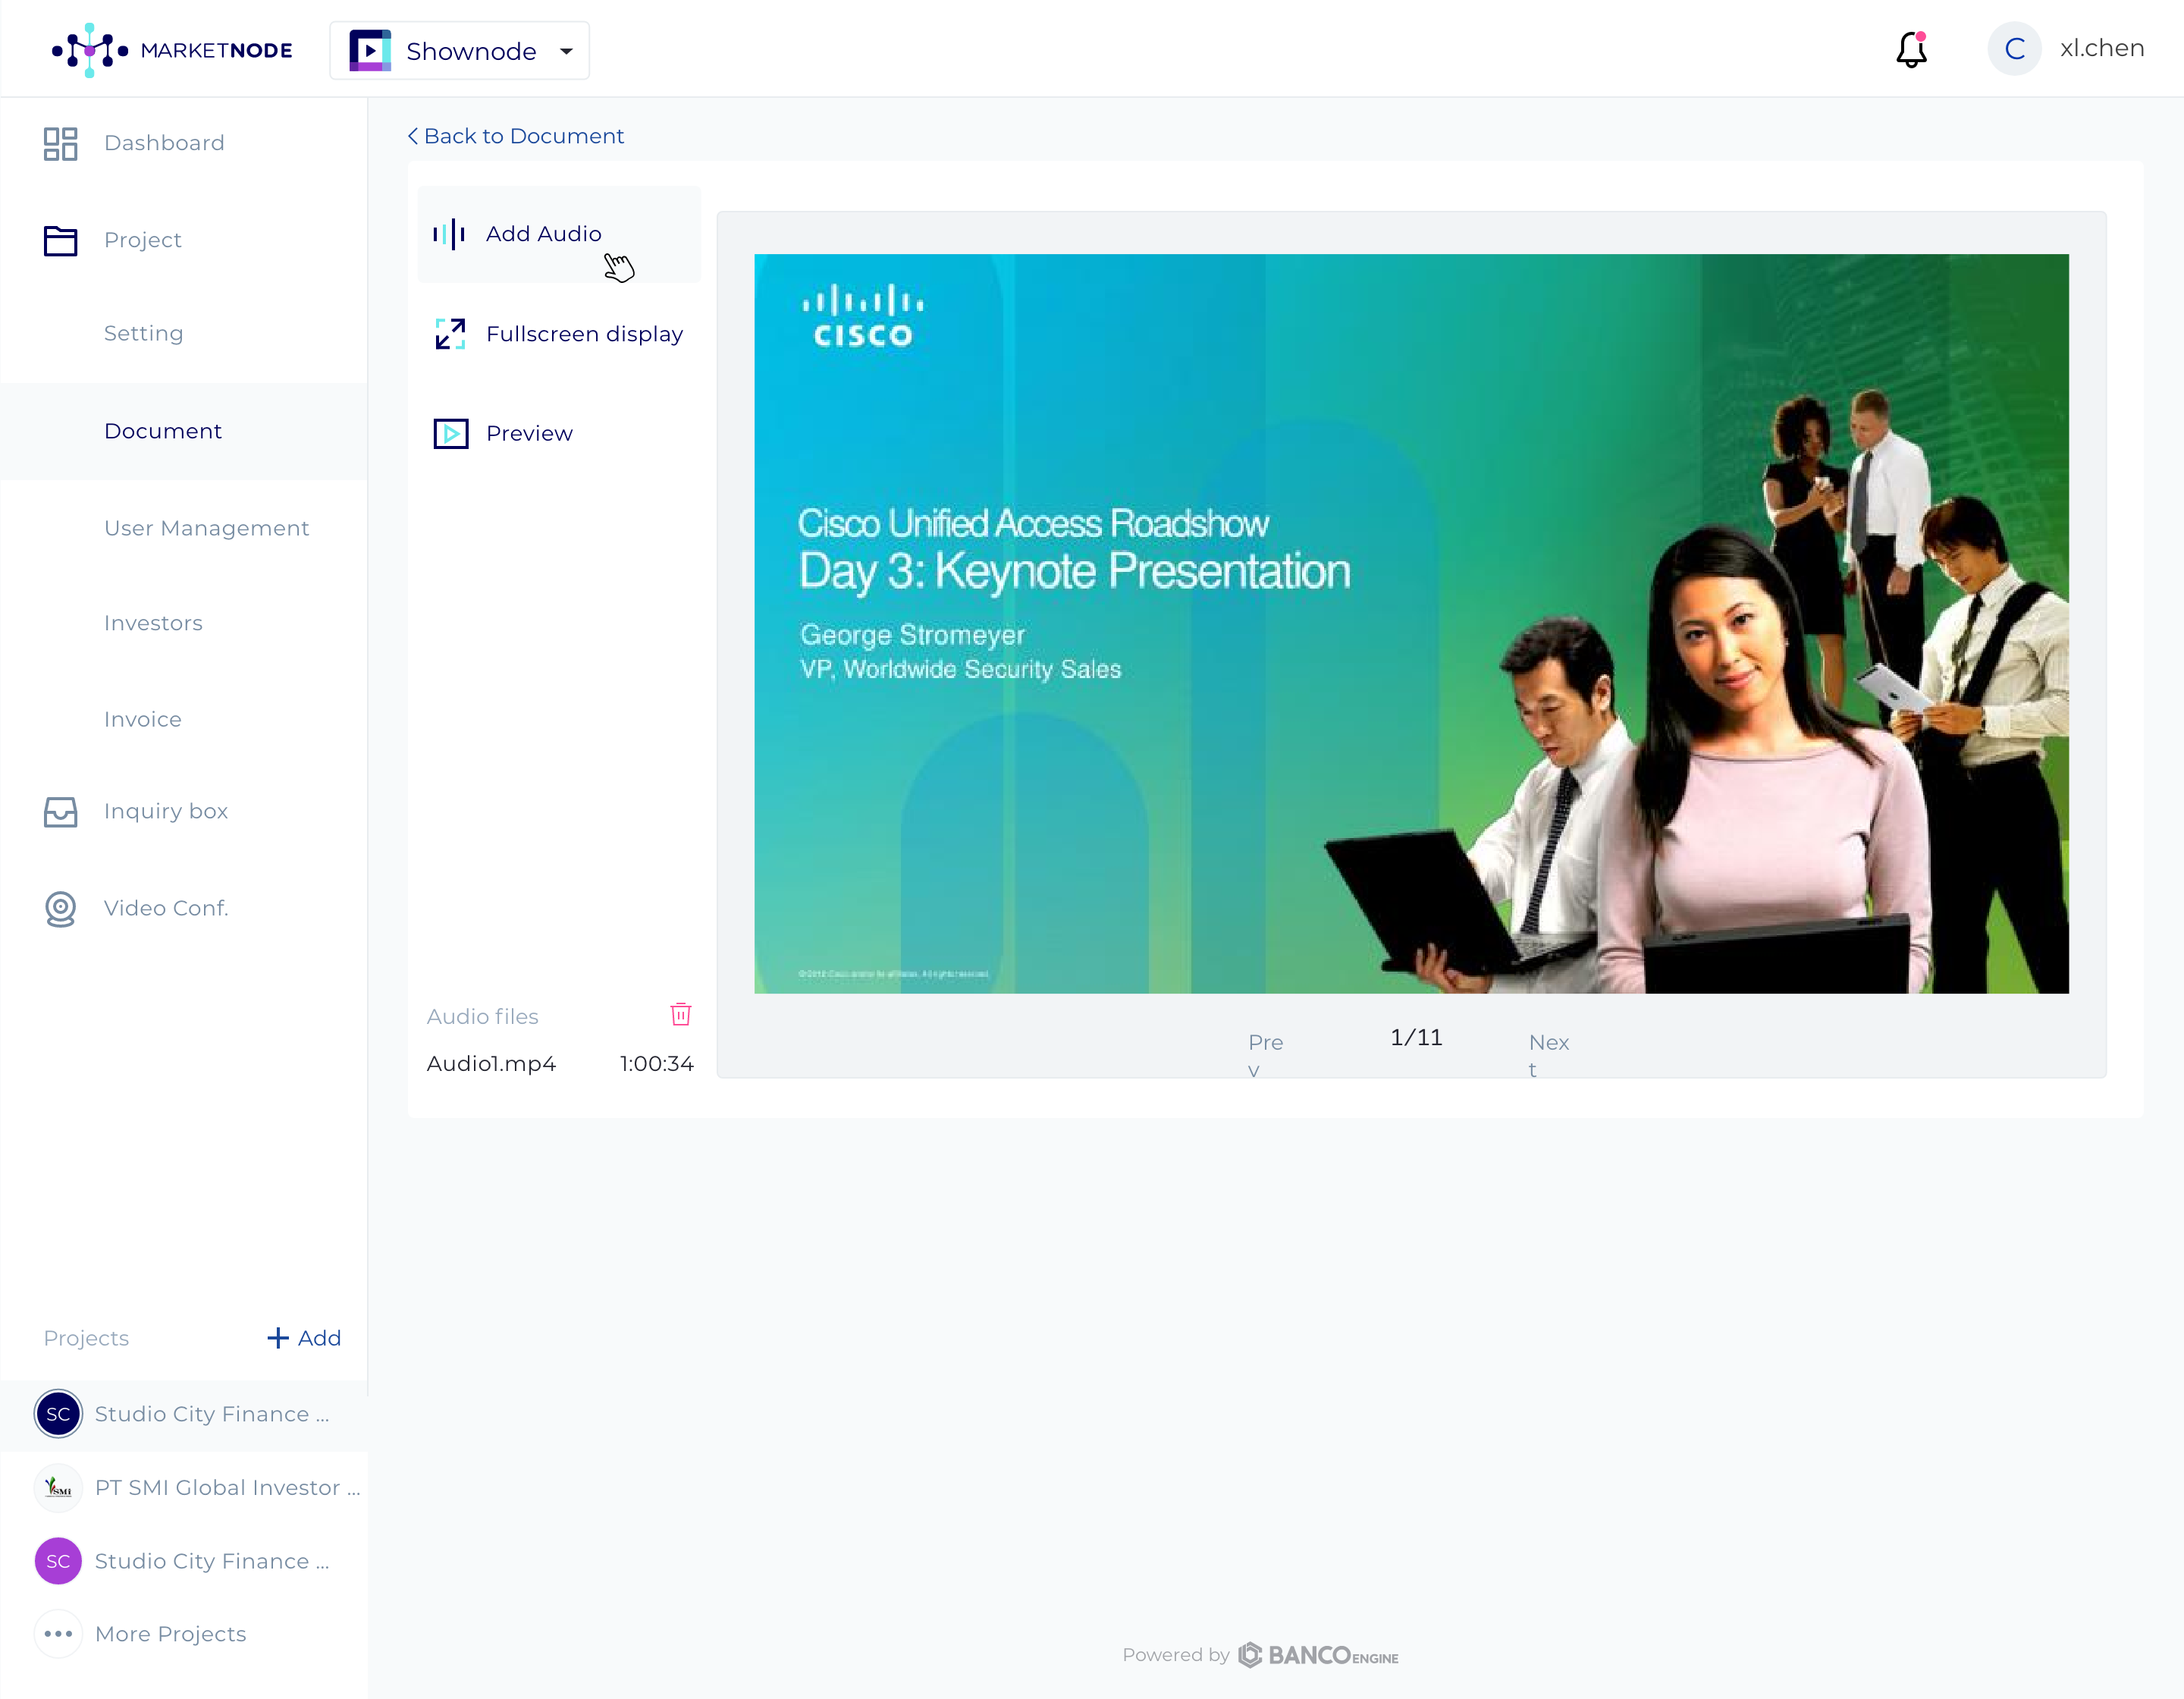 MARKETNODE
Shownode
C
xl.chen
Dashboard
Project
Setting
Document
User Management
Investors
Invoice
Inquiry box
Video Conf.
Projects
Add
SC
Studio City Finance ...
SMI
PT SMI Global Investor ...
SC
Studio City Finance ...
More Projects
Back to Document
Add Audio
Fullscreen display
Preview
Audio files
Audio1.mp4 1:00:34
CISCO
Cisco Unified Access Roadshow
Day 3: Keynote Presentation
George Stromeyer
VP, Worldwide Security Sales
Pre
v
1/11
Nex
t
Powered by BANCO ENGINE